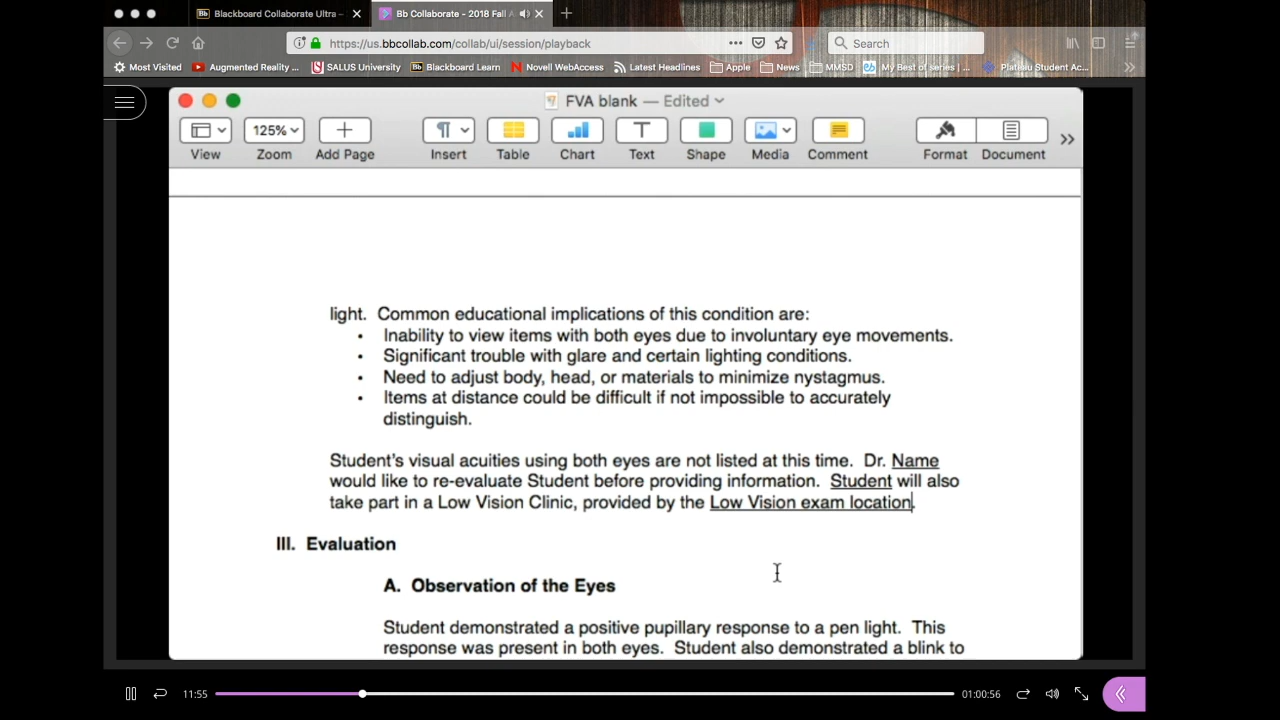 Blackboard Collaborate Ultra –
Bb Collaborate - 2018 Fall A
https://us.bbcollab.com/collab/ui/session/playback
Search
Most Visited
Augmented Reality ...
SALUS University
Blackboard Learn
Novell WebAccess
Latest Headlines
Apple
News
MMSD
My Best of series | ...
Plateau Student Ac...
FVA blank — Edited
125%
View
Zoom
Add Page
Insert
Table
Chart
Text
Shape
Media
Comment
Format
Document
light. Common educational implications of this condition are:
• Inability to view items with both eyes due to involuntary eye movements.
• Significant trouble with glare and certain lighting conditions.
• Need to adjust body, head, or materials to minimize nystagmus.
• Items at distance could be difficult if not impossible to accurately
distinguish.
Student's visual acuities using both eyes are not listed at this time. Dr. Name
would like to re-evaluate Student before providing information. Student will also
take part in a Low Vision Clinic, provided by the Low Vision exam location.
III. Evaluation
A. Observation of the Eyes
Student demonstrated a positive pupillary response to a pen light. This
response was present in both eyes. Student also demonstrated a blink to
11:55
01:00:56